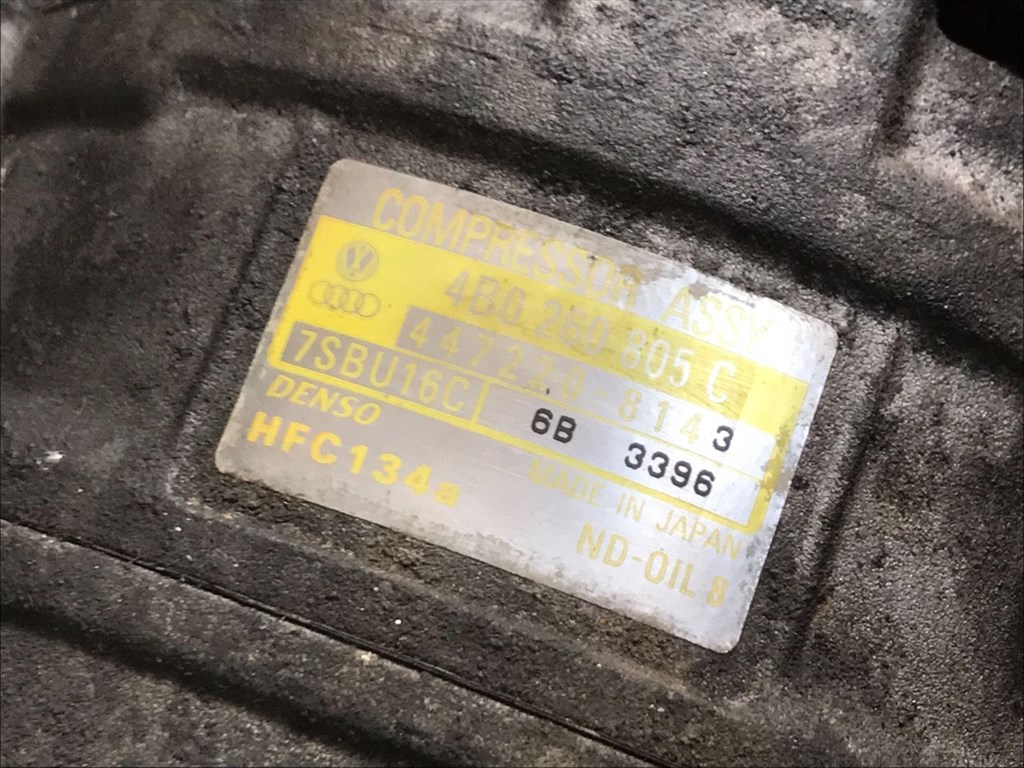 COMPRESSOR ASSY
4B0 260 805 C
447220-8143
7SBU16C
6B 3396
DENSO
MADE IN JAPAN
HFC134a
ND-OIL 8